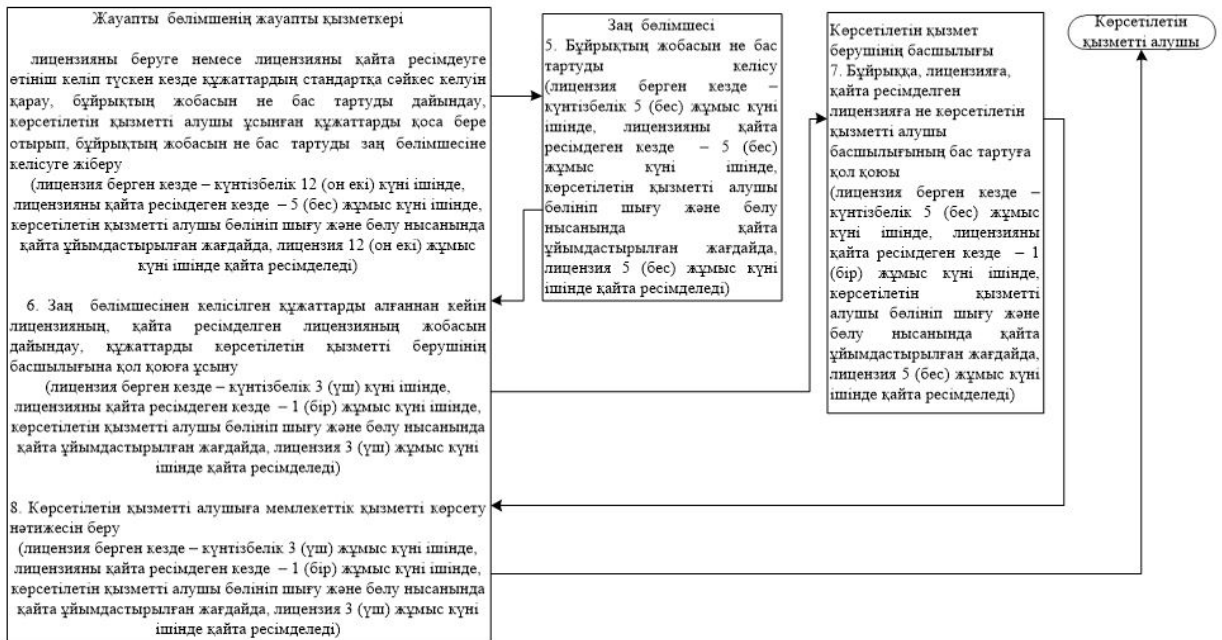 Жауапты бөлімшенің жауапты қызметкері
лицензияны беруге немесе лицензияны қайта ресімдеуге
өтініш келіп түскен кезде құжаттардың стандартқа сәйкес келуін
қарау, бұйрықтың жобасын не бас тартуды дайындау,
көрсетілетін қызметті алушы ұсынған құжаттарды қоса бере
отырып, бұйрықтың жобасын не бас тартуды заң бөлімшесіне
келісуге жіберу
(лицензия берген кезде – күнтізбелік 12 (он екі) күні ішінде,
лицензияны қайта ресімдеген кезде – 5 (бес) жұмыс күні ішінде,
көрсетілетін қызметті алушы бөлініп шығу және бөлу нысанында
қайта ұйымдастырылған жағдайда, лицензия 12 (он екі) жұмыс
күні ішінде қайта ресімделеді)
6. Заң бөлімшесінен келісілген құжаттарды алғаннан кейін
лицензияның, қайта ресімделген лицензияның жобасын
дайындау, құжаттарды көрсетілетін қызметті берушінің
басшылығына қол қоюға ұсыну
(лицензия берген кезде – күнтізбелік 3 (үш) күні ішінде,
лицензияны қайта ресімдеген кезде – 1 (бір) жұмыс күні ішінде,
көрсетілетін қызметті алушы бөлініп шығу және бөлу нысанында
қайта ұйымдастырылған жағдайда, лицензия 3 (үш) жұмыс күні
ішінде қайта ресімделеді)
8. Көрсетілетін қызметті алушыға мемлекеттік қызметті көрсету
нәтижесін беру
(лицензия берген кезде – күнтізбелік 3 (үш) жұмыс күні ішінде,
лицензияны қайта ресімдеген кезде – 1 (бір) жұмыс күні ішінде,
көрсетілетін қызметті алушы бөлініп шығу және бөлу нысанында
қайта ұйымдастырылған жағдайда, лицензия 3 (үш) жұмыс күні
ішінде қайта ресімделеді)
Заң бөлімшесі
5. Бұйрықтың жобасын не бас
тартуды келісу
(лицензия берген кезде –
күнтізбелік 5 (бес) жұмыс күні
ішінде, лицензияны қайта
ресімдеген кезде – 5 (бес)
жұмыс күні ішінде,
көрсетілетін қызметті алушы
бөлініп шығу және бөлу
нысанында қайта
ұйымдастырылған жағдайда,
лицензия 5 (бес) жұмыс күні
ішінде қайта ресімделеді)
Көрсетілетін қызмет
берушінің басшылығы
7. Бұйрыққа, лицензияға,
қайта ресімделген
лицензияға не көрсетілетін
қызметті алушы
басшылығының бас тартуға
қол қоюы
(лицензия берген кезде –
күнтізбелік 5 (бес) жұмыс
күні ішінде, лицензияны
қайта ресімдеген кезде – 1
(бір) жұмыс күні ішінде,
көрсетілетін қызметті
алушы бөлініп шығу және
бөлу нысанында қайта
ұйымдастырылған жағдайда,
лицензия 5 (бес) жұмыс күні
ішінде қайта ресімделеді)
Көрсетілетін
қызметті алушы